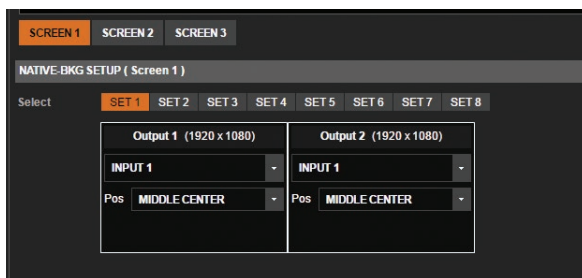 SCREEN 1 SCREEN 2 SCREEN 3
NATIVE-BKG SETUP ( Screen 1 )
Select SET 1 SET 2 SET 3 SET 4 SET 5 SET 6 SET 7 SET 8
Output 1 (1920 x 1080) Output 2 (1920 x 1080)
INPUT 1 INPUT 1
Pos MIDDLE CENTER Pos MIDDLE CENTER